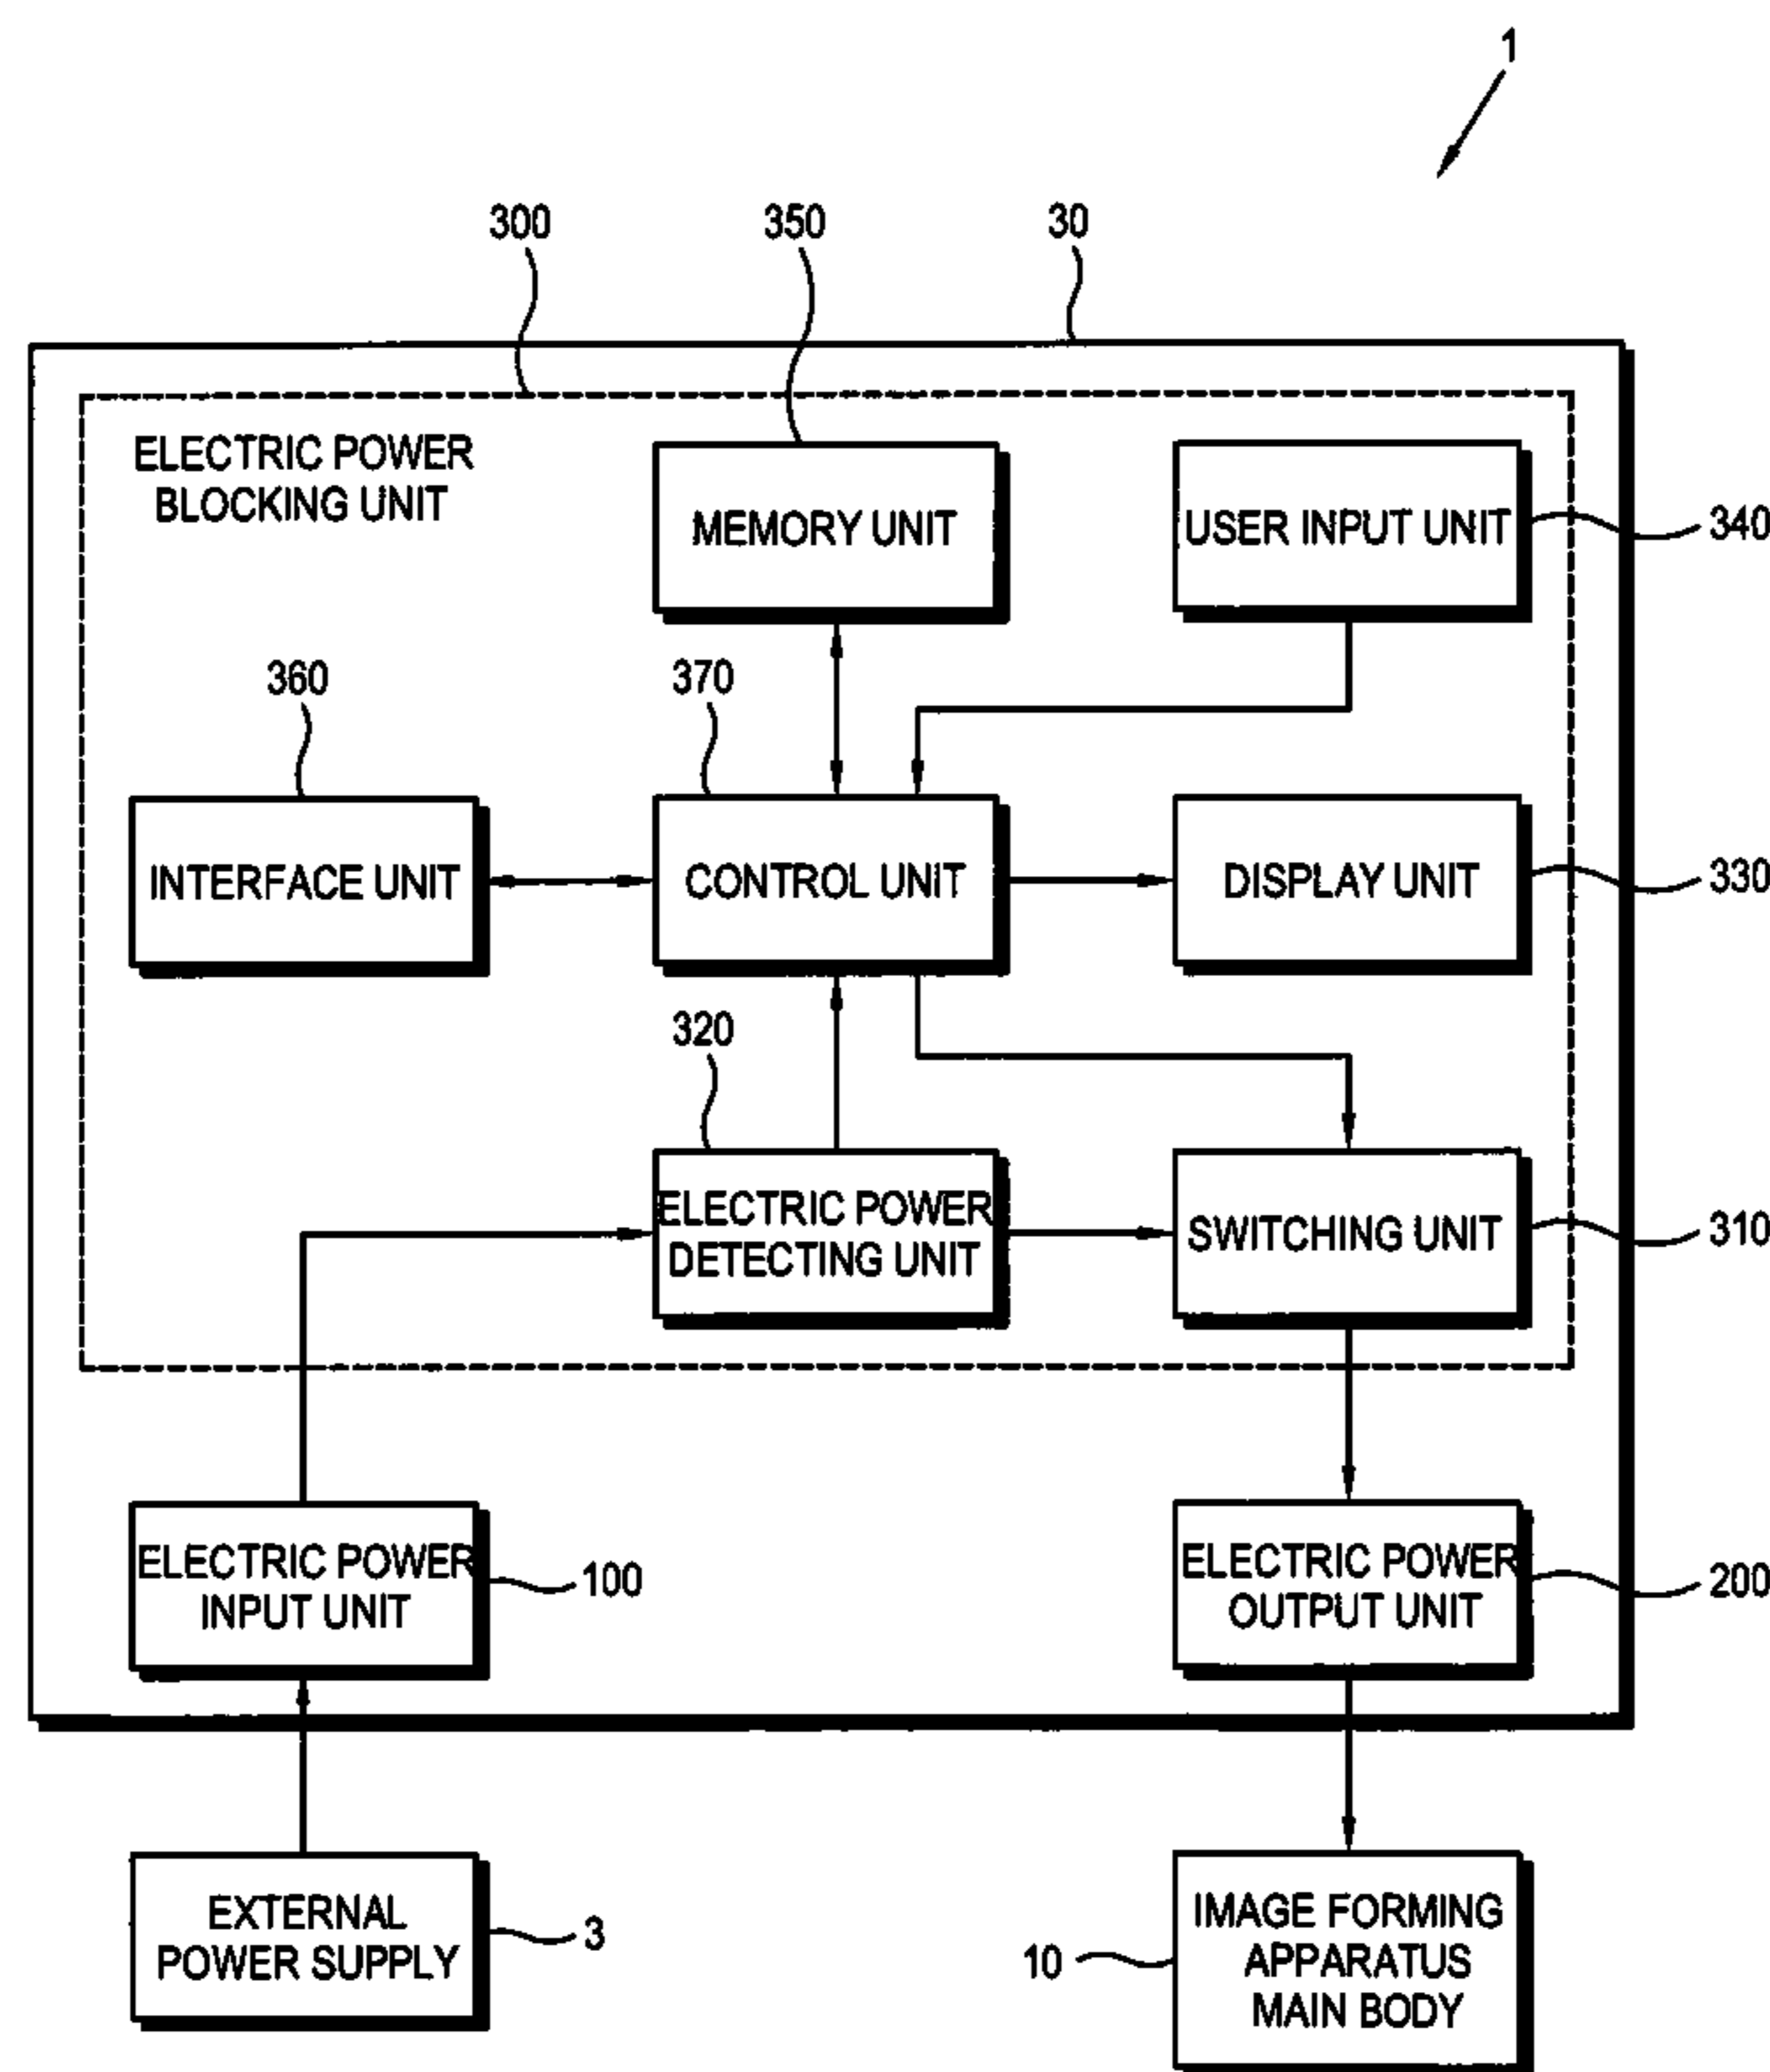 1
300
350
30
ELECTRIC POWER
BLOCKING UNIT
MEMORY UNIT
USER INPUT UNIT
340
360
370
INTERFACE UNIT
CONTROL UNIT
DISPLAY UNIT
330
320
ELECTRIC POWER
DETECTING UNIT
SWITCHING UNIT
310
ELECTRIC POWER
INPUT UNIT
100
ELECTRIC POWER
OUTPUT UNIT
200
EXTERNAL
POWER SUPPLY
3
10
IMAGE FORMING
APPARATUS
MAIN BODY